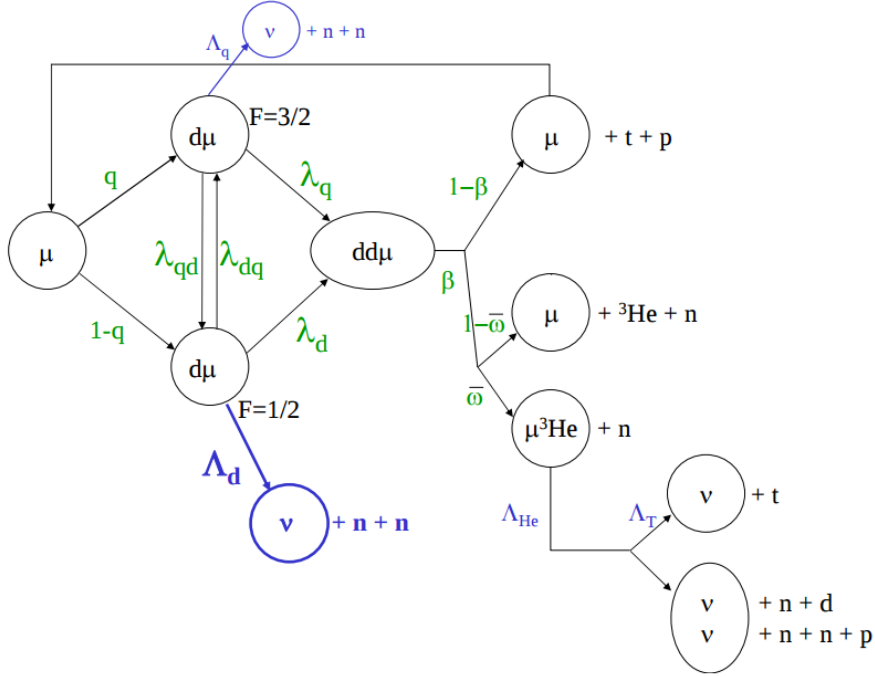 Λq
ν + n + n
dμ
F=3/2
μ + t + p
q
λq
1−β
μ
λqd
λdq
ddμ
β
1-q
λd
1−ω̅
μ + ³He + n
dμ
ω̅
F=1/2
μ³He + n
Λd
ν + n + n
ΛHe
ΛT
ν + t
ν + n + d
ν + n + n + p